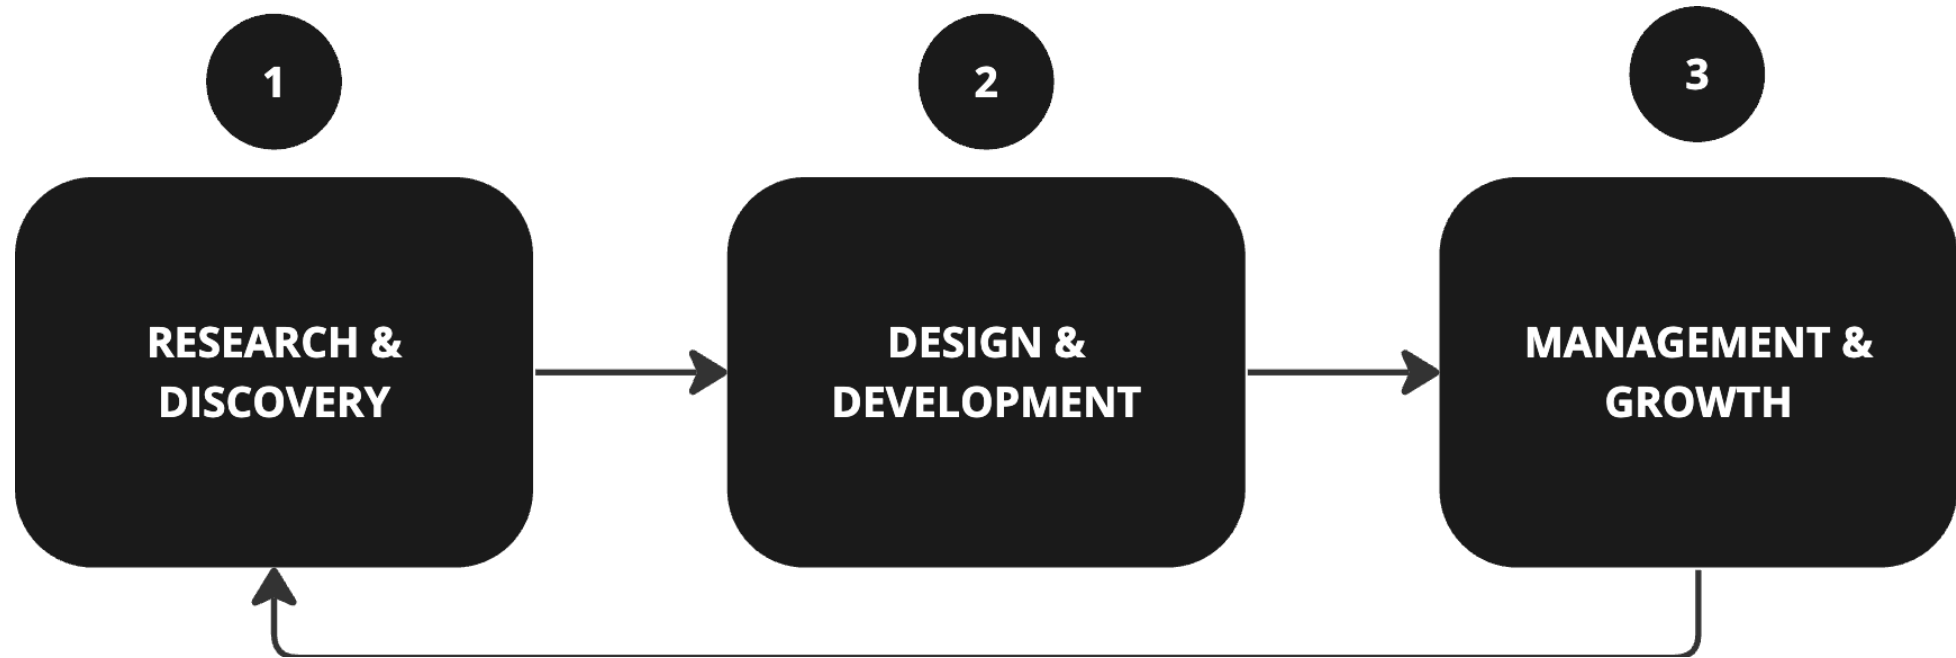 1
RESEARCH &
DISCOVERY
2
DESIGN &
DEVELOPMENT
3
MANAGEMENT &
GROWTH